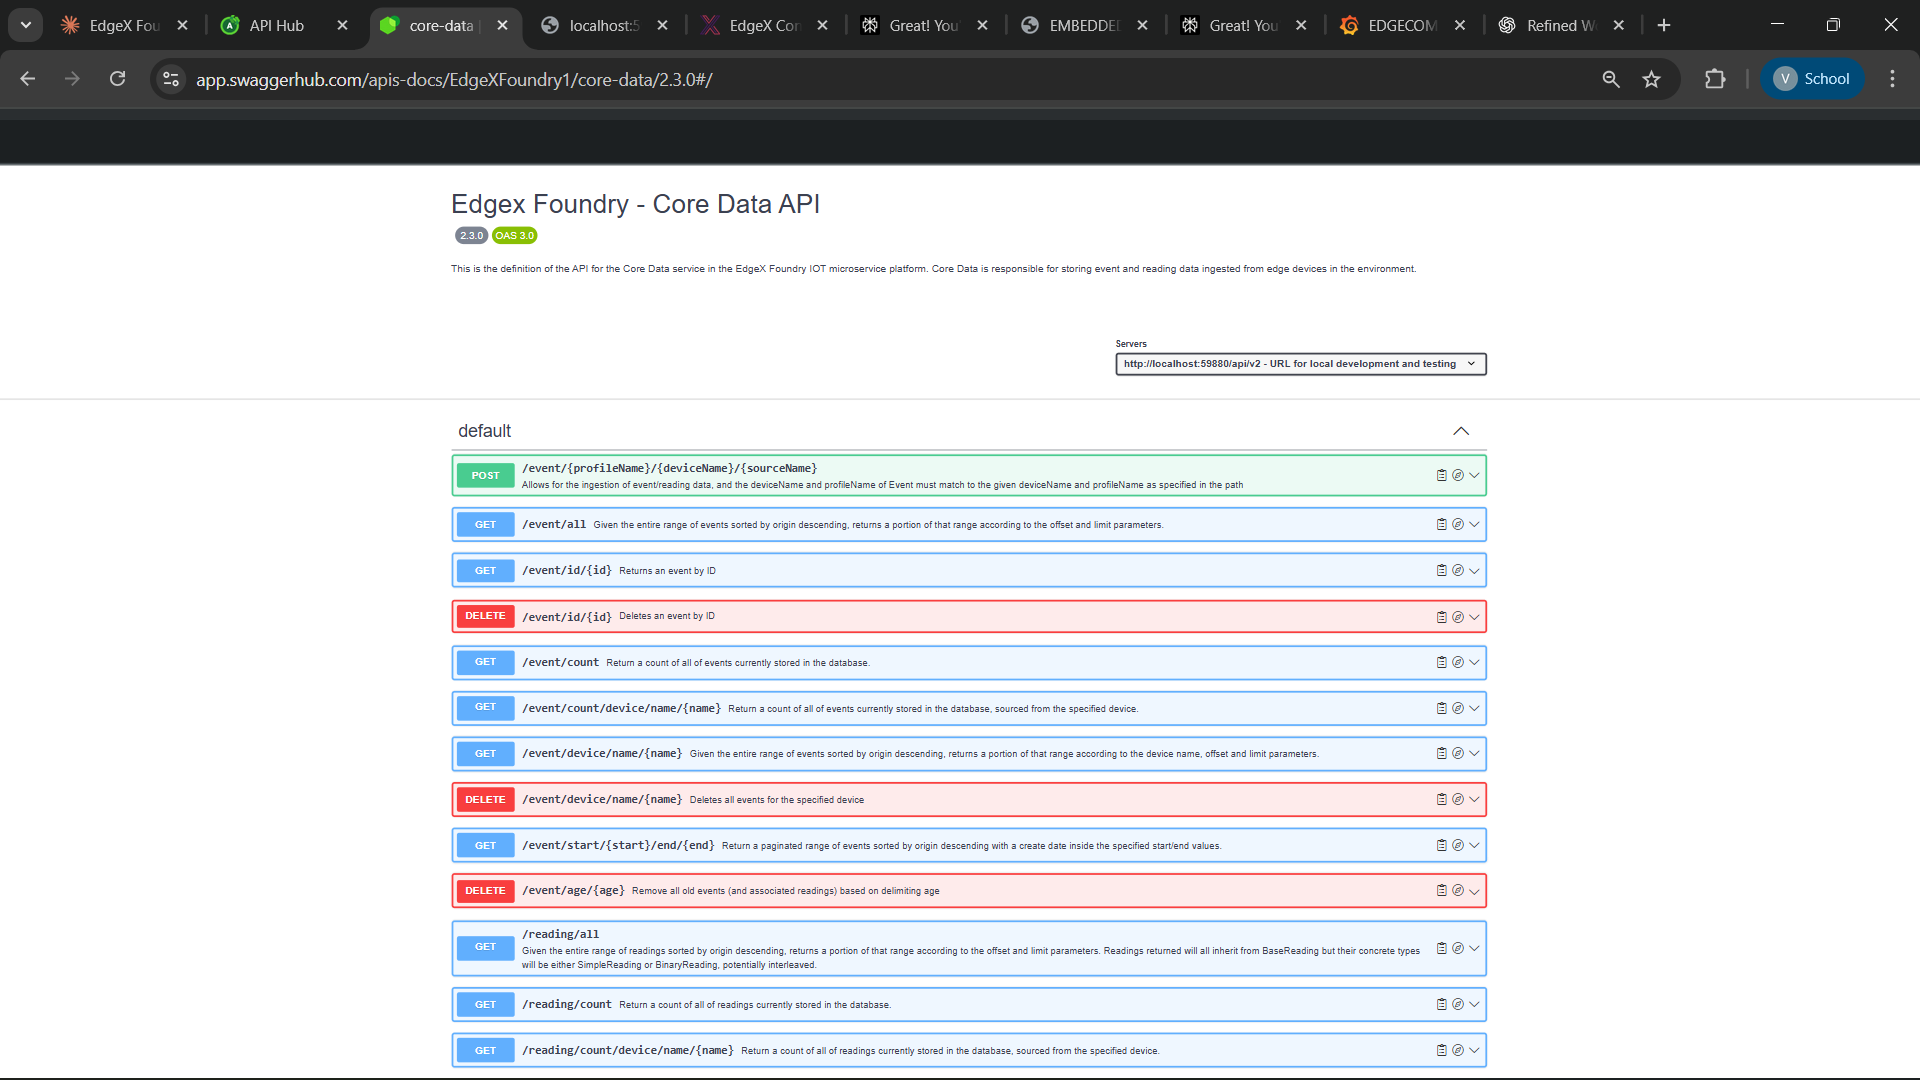 EdgeX Fou
API Hub
core-data
localhost:5
EdgeX Con
Great! You
EMBEDDED
Great! You
EDGECOM
Refined W
app.swaggerhub.com/apis-docs/EdgeXFoundry1/core-data/2.3.0#/
V School
Edgex Foundry - Core Data API
2.3.0 OAS 3.0
This is the definition of the API for the Core Data service in the EdgeX Foundry IOT microservice platform. Core Data is responsible for storing event and reading data ingested from edge devices in the environment.
Servers
http://localhost:59880/api/v2 - URL for local development and testing
default
POST /event/{profileName}/{deviceName}/{sourceName}
Allows for the ingestion of event/reading data, and the deviceName and profileName of Event must match to the given deviceName and profileName as specified in the path
GET /event/all Given the entire range of events sorted by origin descending, returns a portion of that range according to the offset and limit parameters.
GET /event/id/{id} Returns an event by ID
DELETE /event/id/{id} Deletes an event by ID
GET /event/count Return a count of all of events currently stored in the database.
GET /event/count/device/name/{name} Return a count of all of events currently stored in the database, sourced from the specified device.
GET /event/device/name/{name} Given the entire range of events sorted by origin descending, returns a portion of that range according to the device name, offset and limit parameters.
DELETE /event/device/name/{name} Deletes all events for the specified device
GET /event/start/{start}/end/{end} Return a paginated range of events sorted by origin descending with a create date inside the specified start/end values.
DELETE /event/age/{age} Remove all old events (and associated readings) based on delimiting age
GET /reading/all
Given the entire range of readings sorted by origin descending, returns a portion of that range according to the offset and limit parameters. Readings returned will all inherit from BaseReading but their concrete types
will be either SimpleReading or BinaryReading, potentially interleaved.
GET /reading/count Return a count of all of readings currently stored in the database.
GET /reading/count/device/name/{name} Return a count of all of readings currently stored in the database, sourced from the specified device.